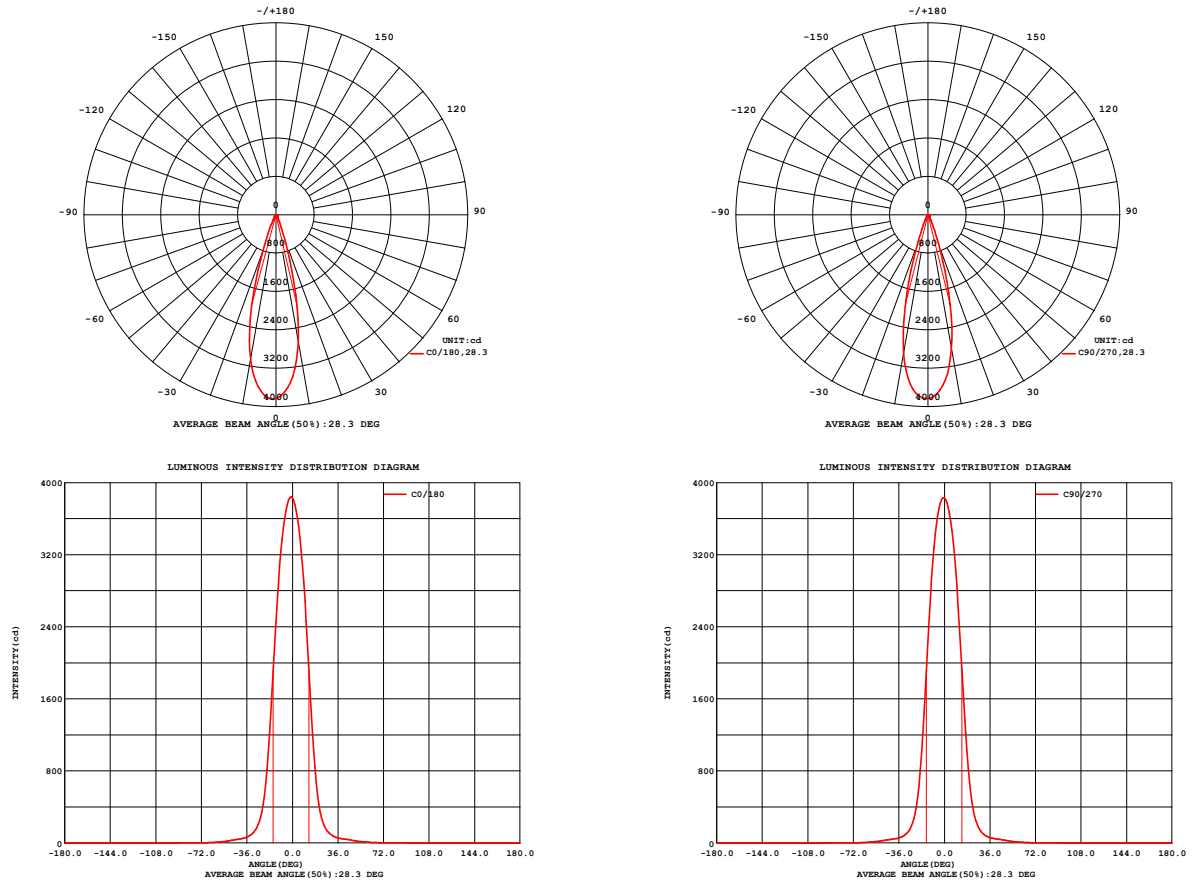 -/+180
-150
150
-120
120
-90
90
-60
60
-30
30
0
800
1600
2400
3200
4000
0
UNIT:cd
C0/180,28.3
AVERAGE BEAM ANGLE(50%):28.3 DEG
-/+180
-150
150
-120
120
-90
90
-60
60
-30
30
0
800
1600
2400
3200
4000
0
UNIT:cd
C90/270,28.3
AVERAGE BEAM ANGLE(50%):28.3 DEG
LUMINOUS INTENSITY DISTRIBUTION DIAGRAM
C0/180
INTENSITY(cd)
4000
3200
2400
1600
800
0
-180.0 -144.0 -108.0 -72.0 -36.0 0.0 36.0 72.0 108.0 144.0 180.0
ANGLE(DEG)
AVERAGE BEAM ANGLE(50%):28.3 DEG
LUMINOUS INTENSITY DISTRIBUTION DIAGRAM
C90/270
INTENSITY(cd)
4000
3200
2400
1600
800
0
-180.0 -144.0 -108.0 -72.0 -36.0 0.0 36.0 72.0 108.0 144.0 180.0
ANGLE(DEG)
AVERAGE BEAM ANGLE(50%):28.3 DEG